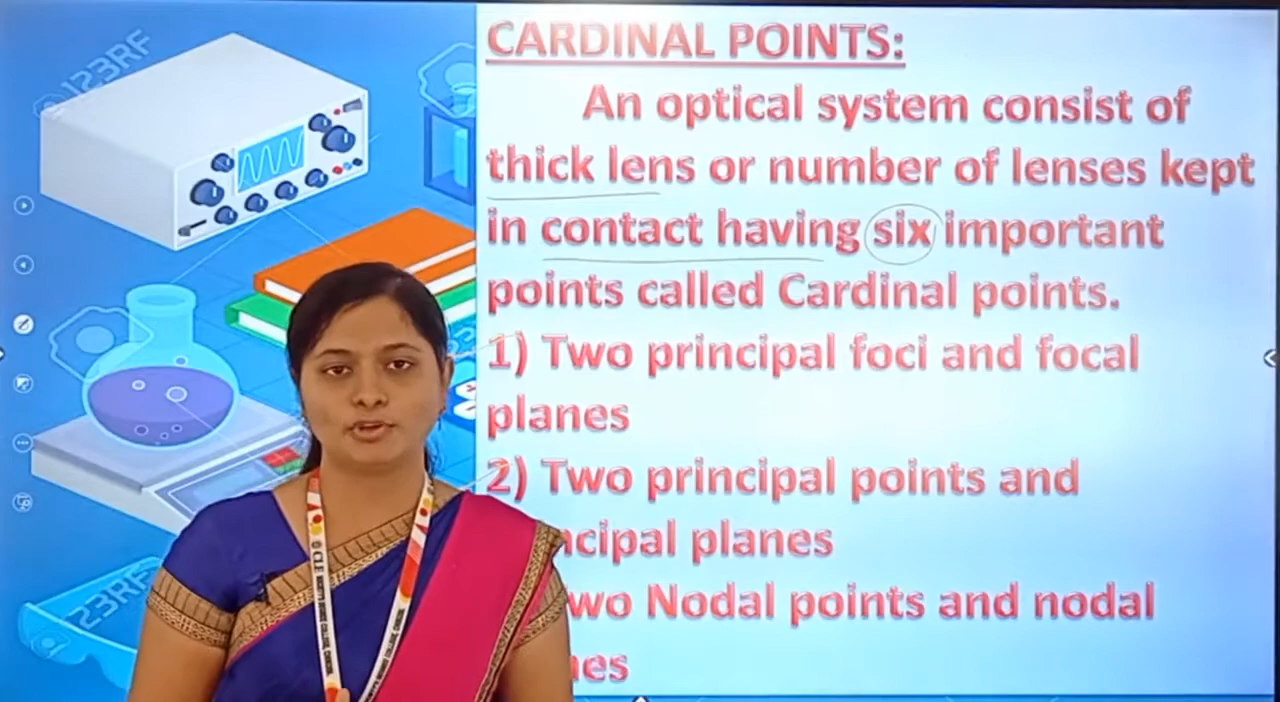 CARDINAL POINTS:
An optical system consist of
thick lens or number of lenses kept
in contact having six important
points called Cardinal points.
1) Two principal foci and focal
planes
2) Two principal points and
ncipal planes
wo Nodal points and nodal
nes
123RF
23RF